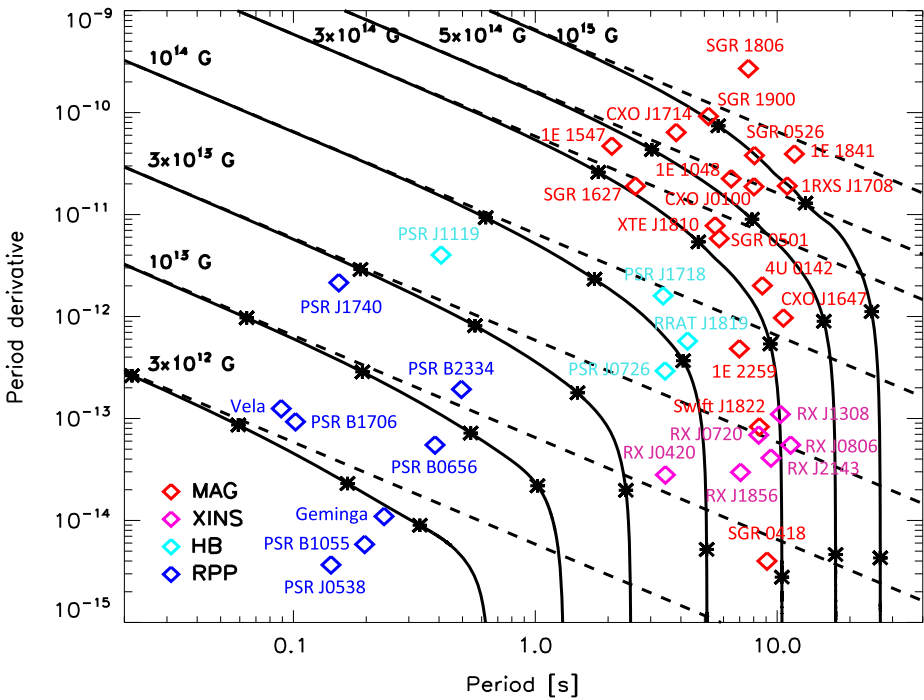 10⁻⁹
10⁻¹⁰
10⁻¹¹
10⁻¹²
10⁻¹³
10⁻¹⁴
10⁻¹⁵
Period derivative
3×10¹² G
10¹³ G
3×10¹³ G
10¹⁴ G
3×10¹⁴ G
5×10¹⁴ G
10¹⁵ G
SGR 1806
SGR 1900
CXO J1714
1E 1547
SGR 0526
1E 1841
1E 1048
SGR 1627
CXO J0100
1RXS J1708
XTE J1810
SGR 0501
PSR J1119
4U 0142
PSR J1718
CXO J1647
PSR J1740
RRAT J1819
PSR B2334
PSR J0726
1E 2259
Vela
PSR B1706
Swift J1822
RX J1308
RX J0720
RX J0806
RX J0420
RX J2143
PSR B0656
RX J1856
Geminga
PSR B1055
PSR J0538
SGR 0418
MAG
XINS
HB
RPP
0.1
1.0
10.0
Period [s]